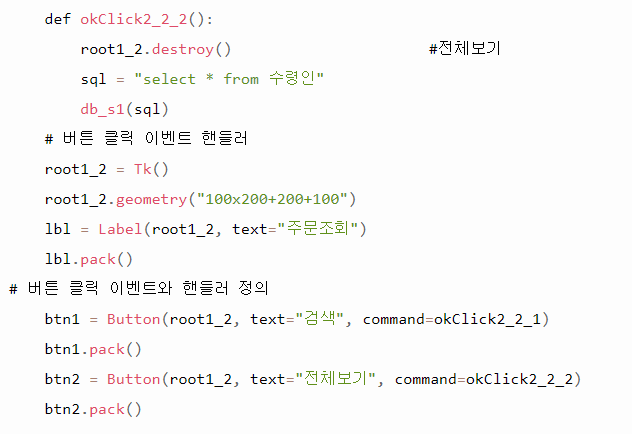 def okClick2_2_2():
root1_2.destroy() #전체보기
sql = "select * from 수령인"
db_s1(sql)
# 버튼 클릭 이벤트 핸들러
root1_2 = Tk()
root1_2.geometry("100x200+200+100")
lbl = Label(root1_2, text="주문조회")
lbl.pack()
# 버튼 클릭 이벤트와 핸들러 정의
btn1 = Button(root1_2, text="검색", command=okClick2_2_1)
btn1.pack()
btn2 = Button(root1_2, text="전체보기", command=okClick2_2_2)
btn2.pack()